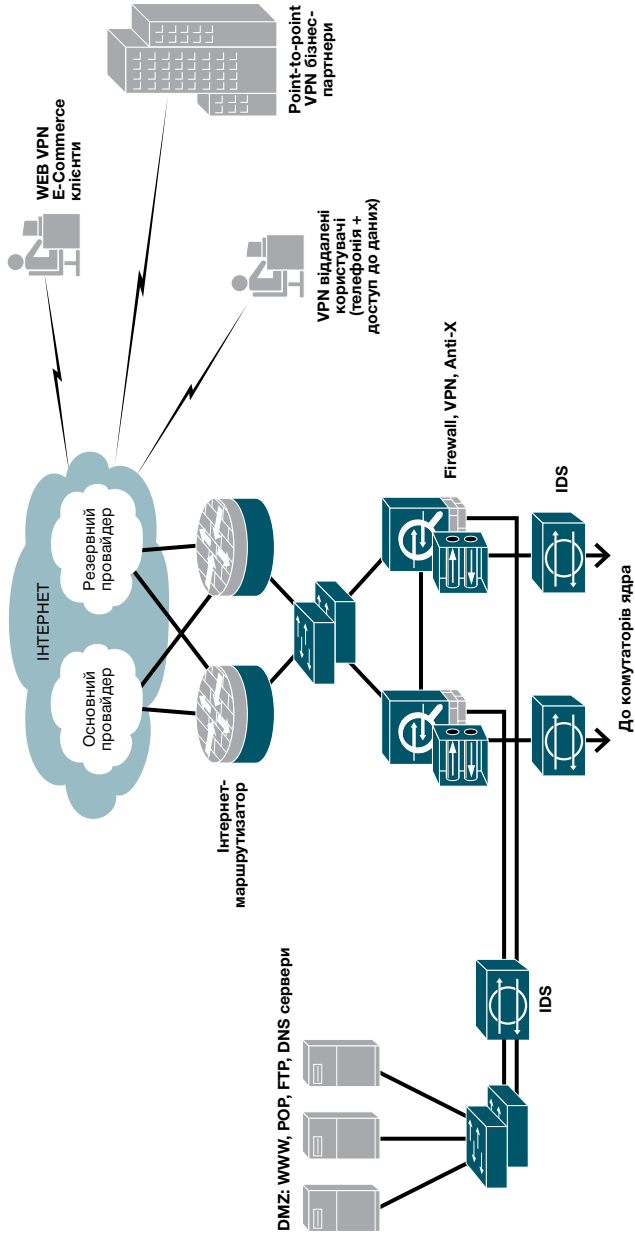 WEB VPN
E-Commerce
клієнти
Point-to-point
VPN бізнес-
партнери
VPN віддалені
користувачі
(телефонія +
доступ до даних)
ІНТЕРНЕТ
Основний
провайдер
Резервний
провайдер
Інтернет-
маршрутизатор
Firewall, VPN, Anti-X
IDS
До комутаторів ядра
DMZ: WWW, POP, FTP, DNS сервери
IDS